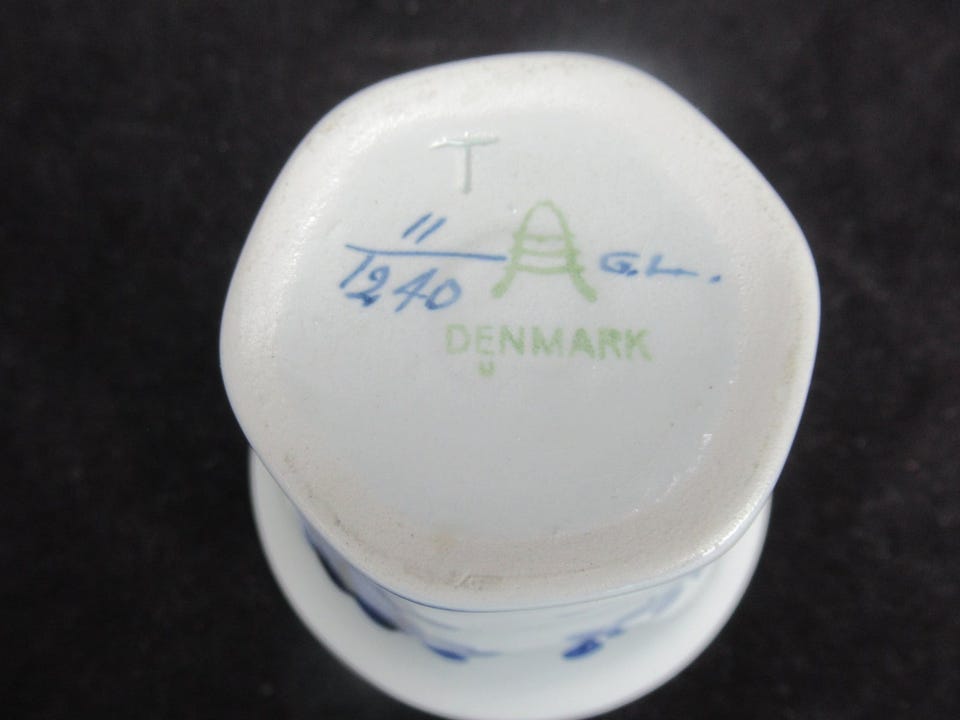 T
11
1240
G.L.
DENMARK
U